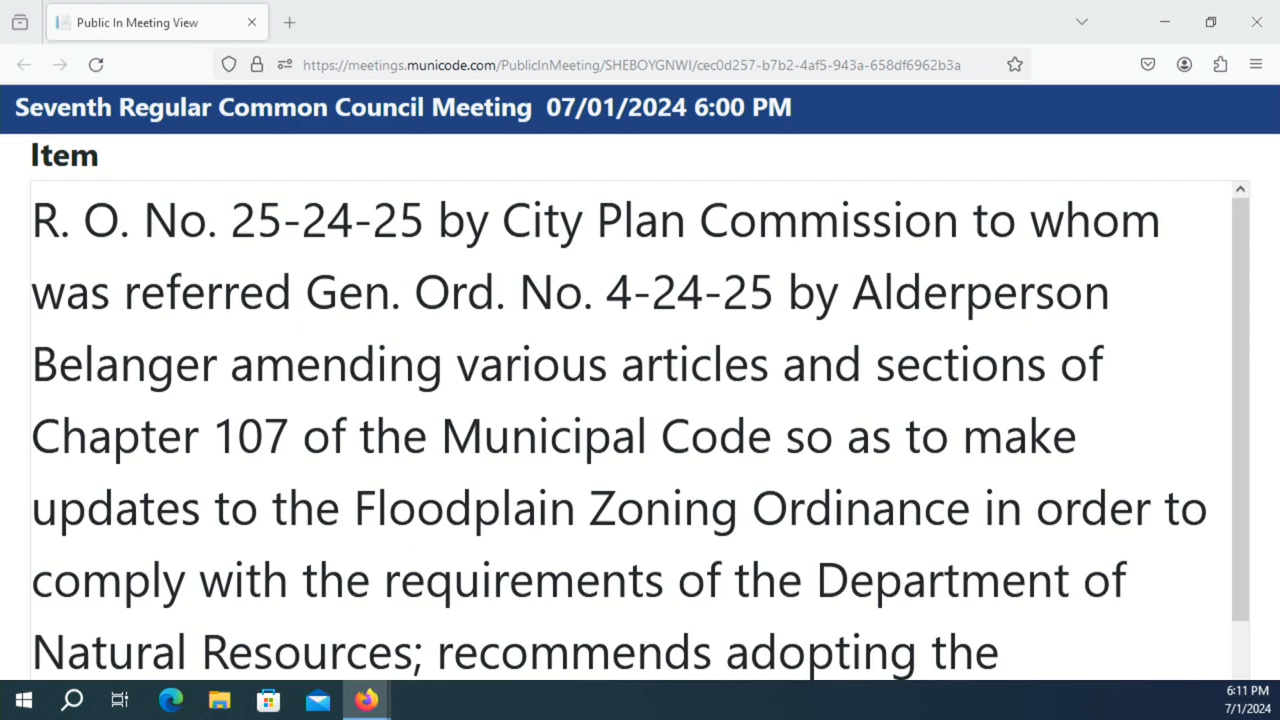 Public In Meeting View
https://meetings.municode.com/PublicInMeeting/SHEBOYGNWI/cec0d257-b7b2-4af5-943a-658df6962b3a
Seventh Regular Common Council Meeting 07/01/2024 6:00 PM
Item
R. O. No. 25-24-25 by City Plan Commission to whom
was referred Gen. Ord. No. 4-24-25 by Alderperson
Belanger amending various articles and sections of
Chapter 107 of the Municipal Code so as to make
updates to the Floodplain Zoning Ordinance in order to
comply with the requirements of the Department of
Natural Resources; recommends adopting the
6:11 PM
7/1/2024